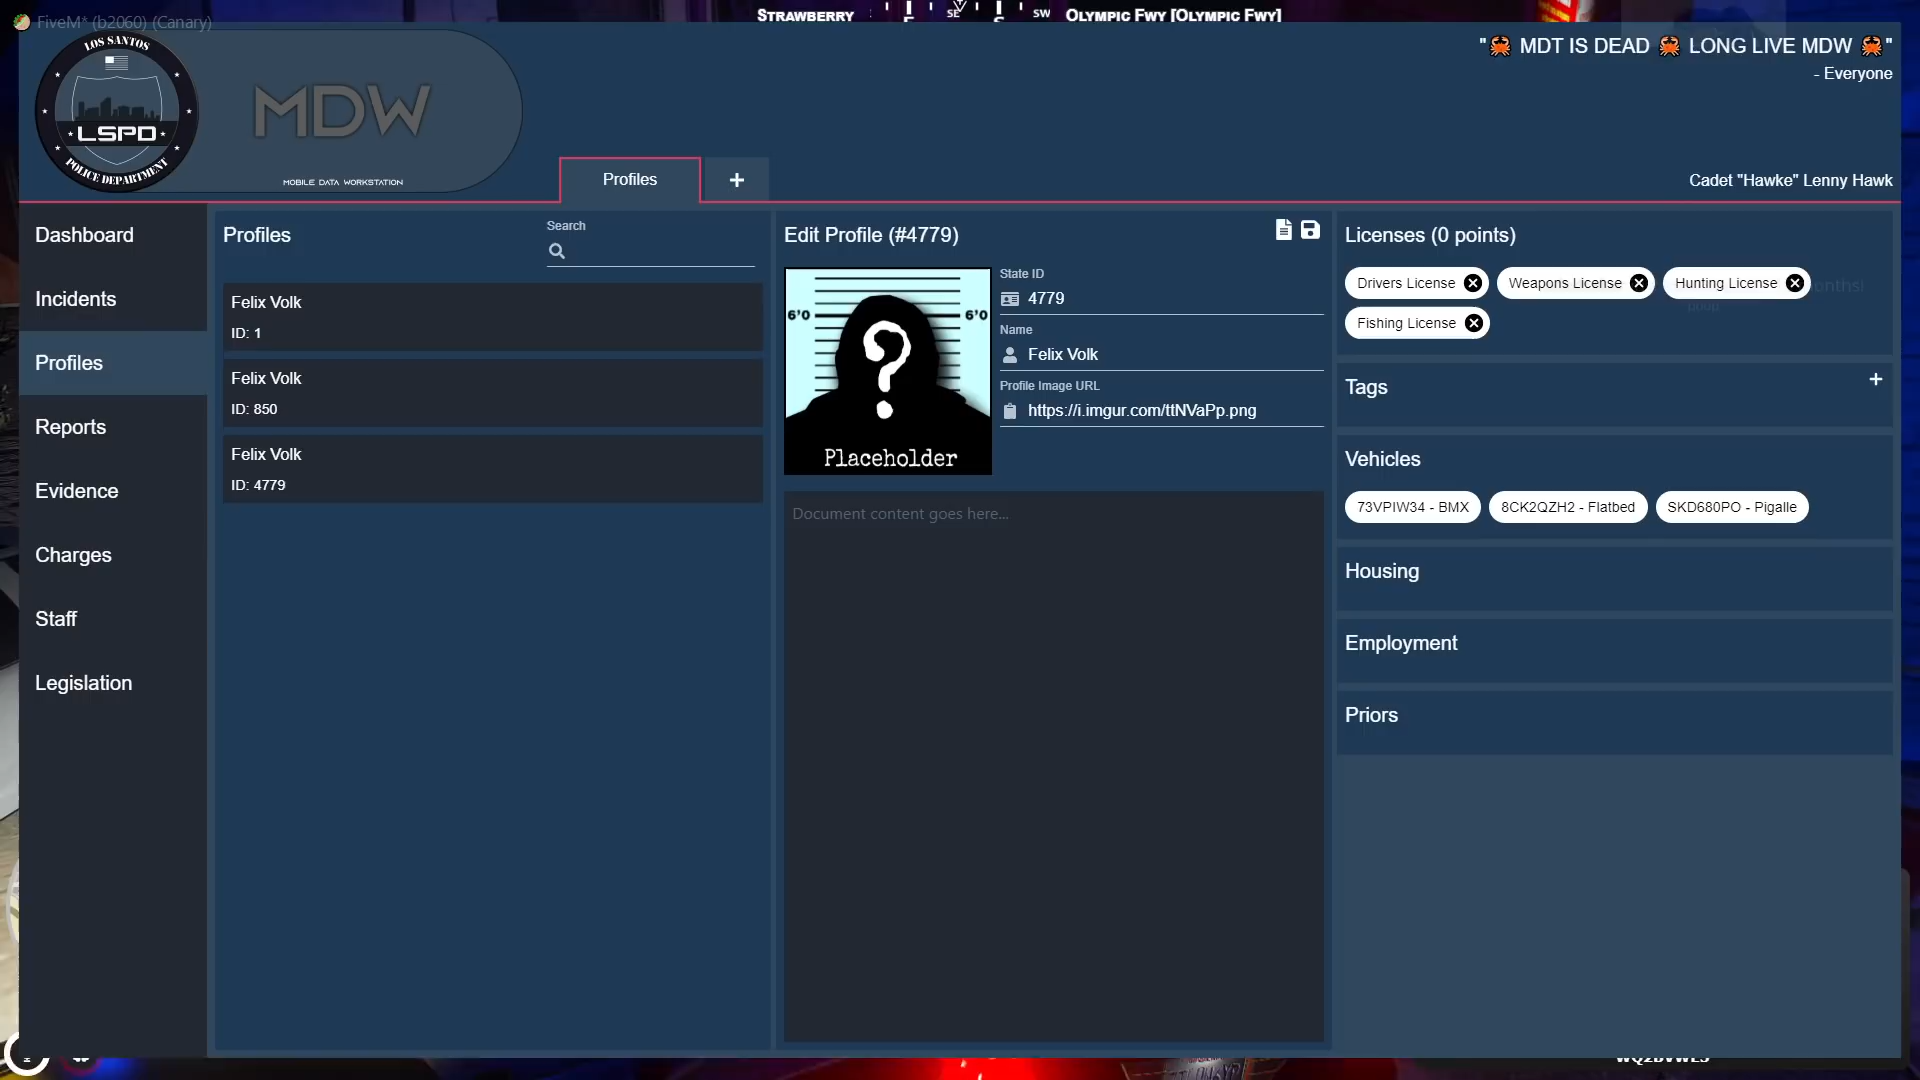 FiveM* (b2060) (Canary)
STRAWBERRY
SE
SW
OLYMPIC FWY [OLYMPIC FWY]
LOS SANTOS
LSPD
POLICE DEPARTMENT
MDW
MOBILE DATA WORKSTATION
"🦀 MDT IS DEAD 🦀 LONG LIVE MDW 🦀"
- Everyone
Profiles
+
Cadet "Hawke" Lenny Hawk
Dashboard
Incidents
Profiles
Reports
Evidence
Charges
Staff
Legislation
Profiles
Search
Felix Volk
ID: 1
Felix Volk
ID: 850
Felix Volk
ID: 4779
Edit Profile (#4779)
6'0
6'0
?
Placeholder
State ID
4779
Name
Felix Volk
Profile Image URL
https://i.imgur.com/ttNVaPp.png
Document content goes here...
Licenses (0 points)
Drivers License
Weapons License
Hunting License
Fishing License
Tags
+
Vehicles
73VPIW34 - BMX
8CK2QZH2 - Flatbed
SKD680PO - Pigalle
Housing
Employment
Priors